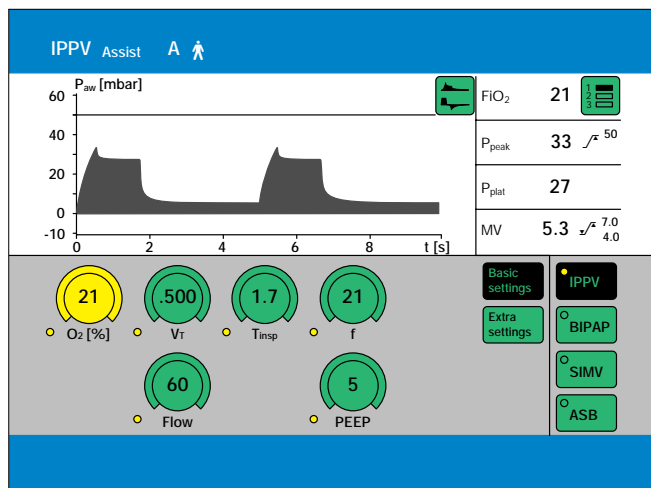 IPPV Assist A
Paw [mbar]
60
40
20
0
-10
0 2 4 6 8 t [s]
FiO2 21
1
2
3
Ppeak 33 50
Pplat 27
MV 5.3 7.0
4.0
21 .500 1.7 21
O2 [%] VT Tinsp f
60 5
Flow PEEP
Basic
settings
Extra
settings
IPPV
BIPAP
SIMV
ASB